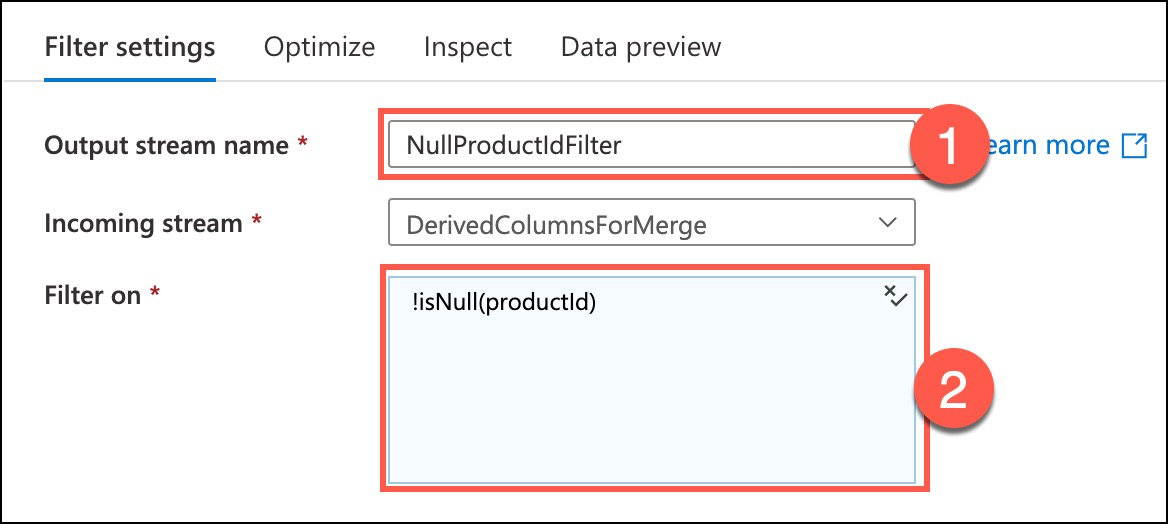 Filter settings Optimize Inspect Data preview
Output stream name * NullProductIdFilter 1 earn more
Incoming stream * DerivedColumnsForMerge
Filter on * !isNull(productId)
2